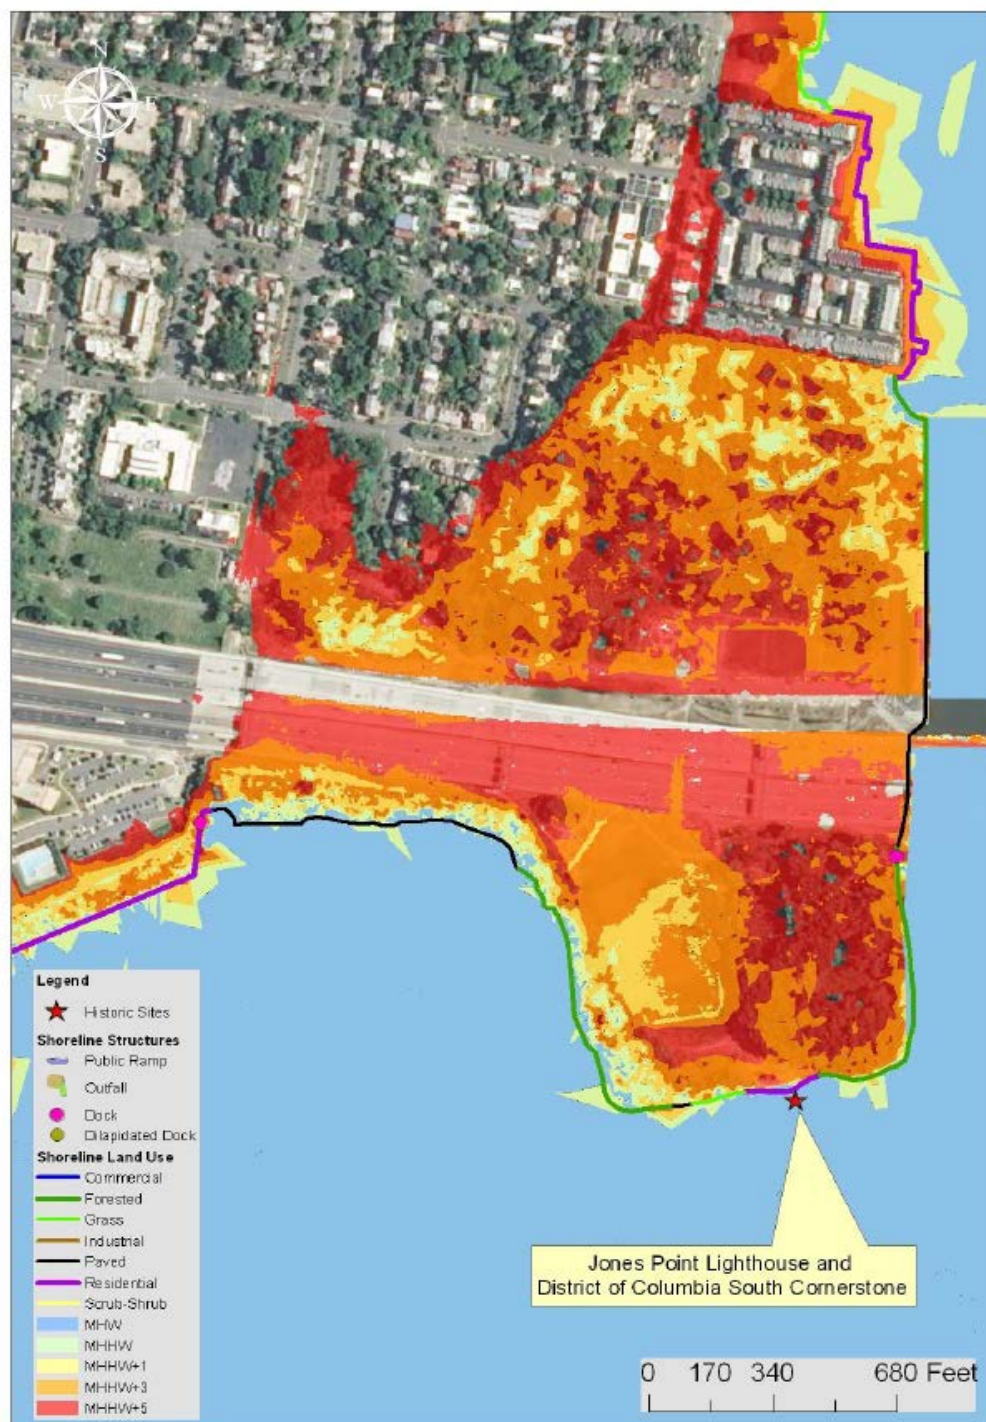 N
W
E
S
Legend
Historic Sites
Shoreline Structures
Public Ramp
Outfall
Dock
Dilapidated Dock
Shoreline Land Use
Commercial
Forested
Grass
Industrial
Paved
Residential
Scrub-Shrub
MHW
MHHW
MHHW+1
MHHW+3
MHHW+5
Jones Point Lighthouse and
District of Columbia South Cornerstone
0 170 340 680 Feet